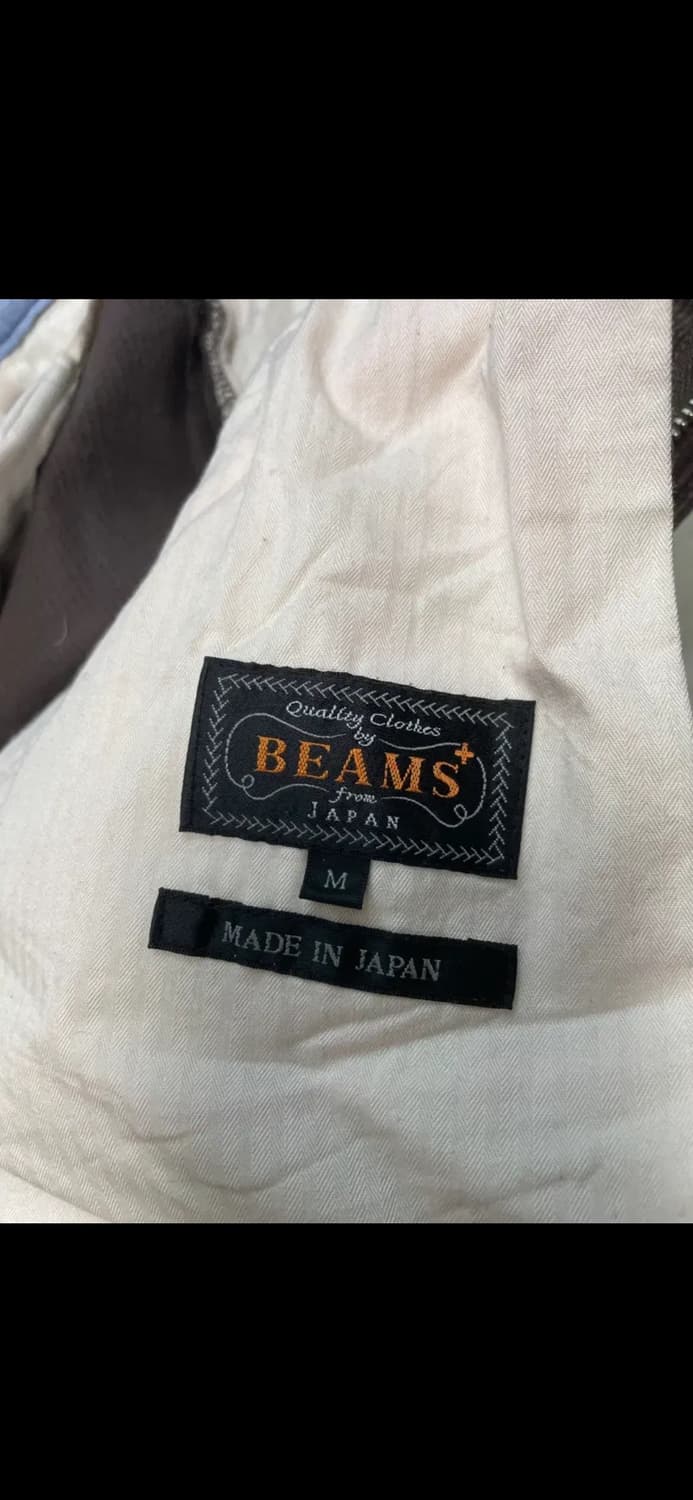 Quality Clothes
by
BEAMS+
from
JAPAN
M
MADE IN JAPAN